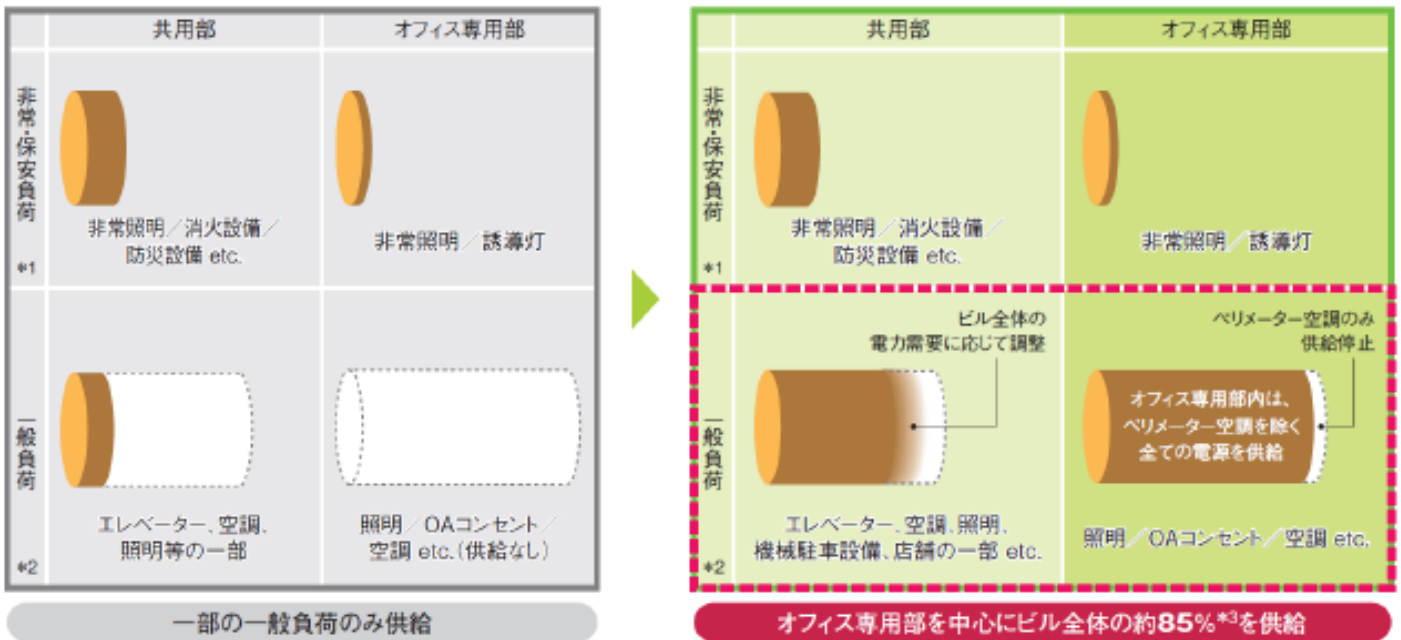 共用部
オフィス専用部
非常・保安負荷
*1
非常照明／消火設備／
防災設備 etc.
非常照明／誘導灯
一般負荷
*2
エレベーター、空調、
照明等の一部
照明／OAコンセント／
空調 etc.(供給なし)
一部の一般負荷のみ供給
共用部
オフィス専用部
非常・保安負荷
*1
非常照明／消火設備／
防災設備 etc.
非常照明／誘導灯
一般負荷
*2
ビル全体の
電力需要に応じて調整
エレベーター、空調、照明、
機械駐車設備、店舗の一部 etc.
ペリメーター空調のみ
供給停止
オフィス専用部内は、
ペリメーター空調を除く
全ての電源を供給
照明／OAコンセント／空調 etc.
オフィス専用部を中心にビル全体の約85%*3を供給